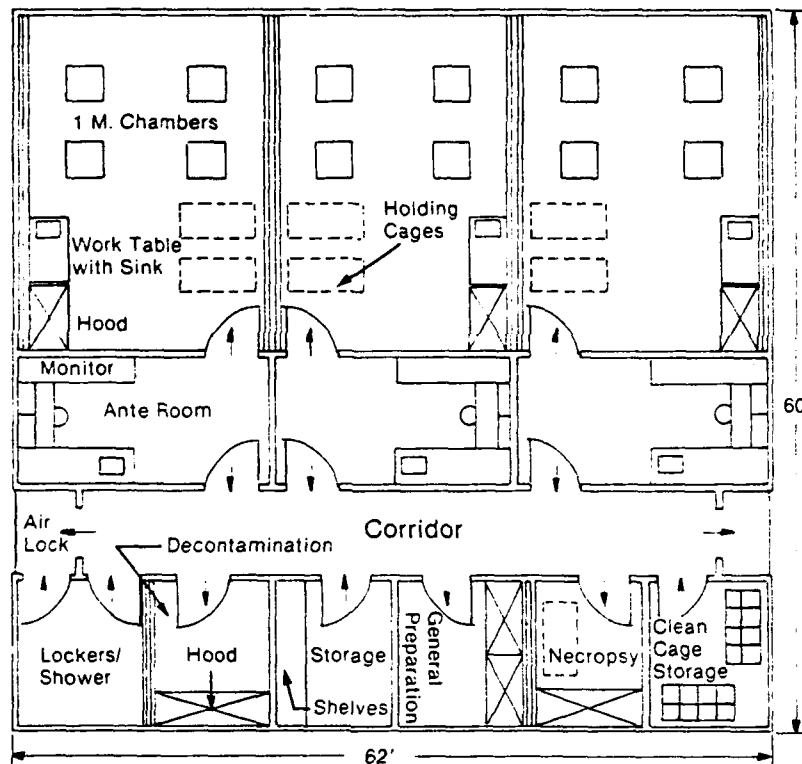 1 M. Chambers
Holding
Cages
Work Table
with Sink
Hood
Monitor
Ante Room
60
Air
Lock
Corridor
Decontamination
Lockers/
Shower
Hood
Storage
Shelves
General
Preparation
Necropsy
Clean
Cage
Storage
62'